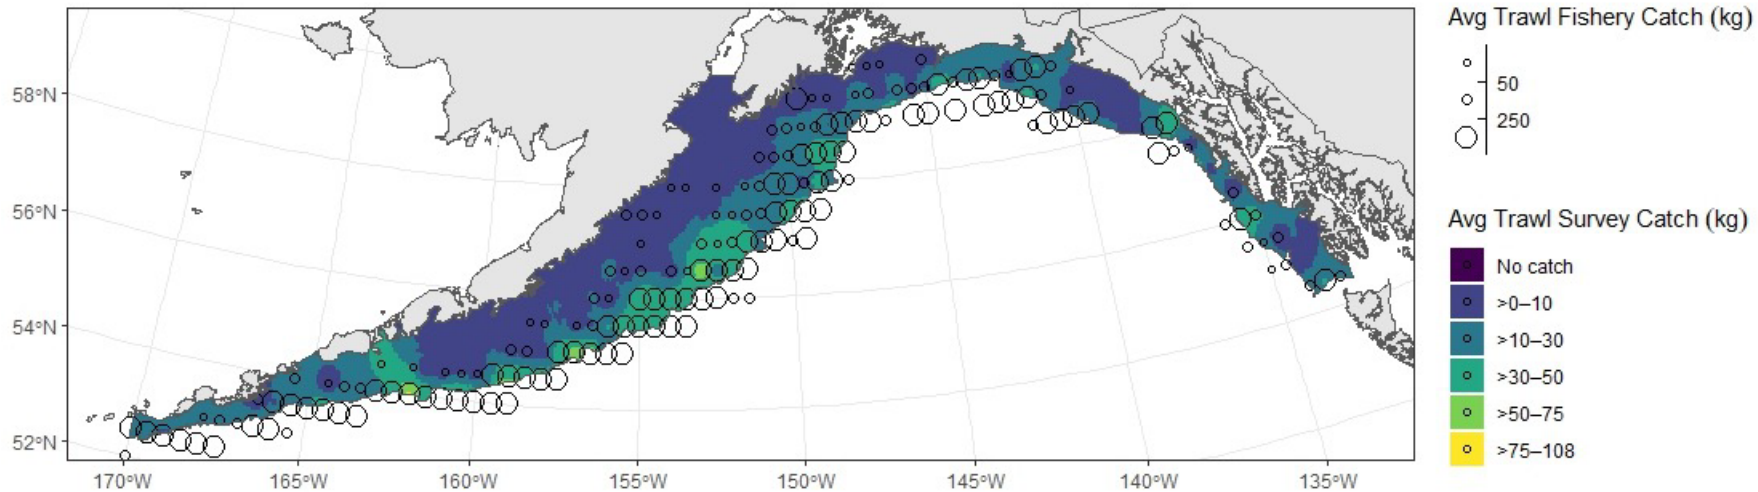 Avg Trawl Fishery Catch (kg)
50
250
Avg Trawl Survey Catch (kg)
No catch
>0–10
>10–30
>30–50
>50–75
>75–108
58°N
56°N
54°N
52°N
170°W 165°W 160°W 155°W 150°W 145°W 140°W 135°W